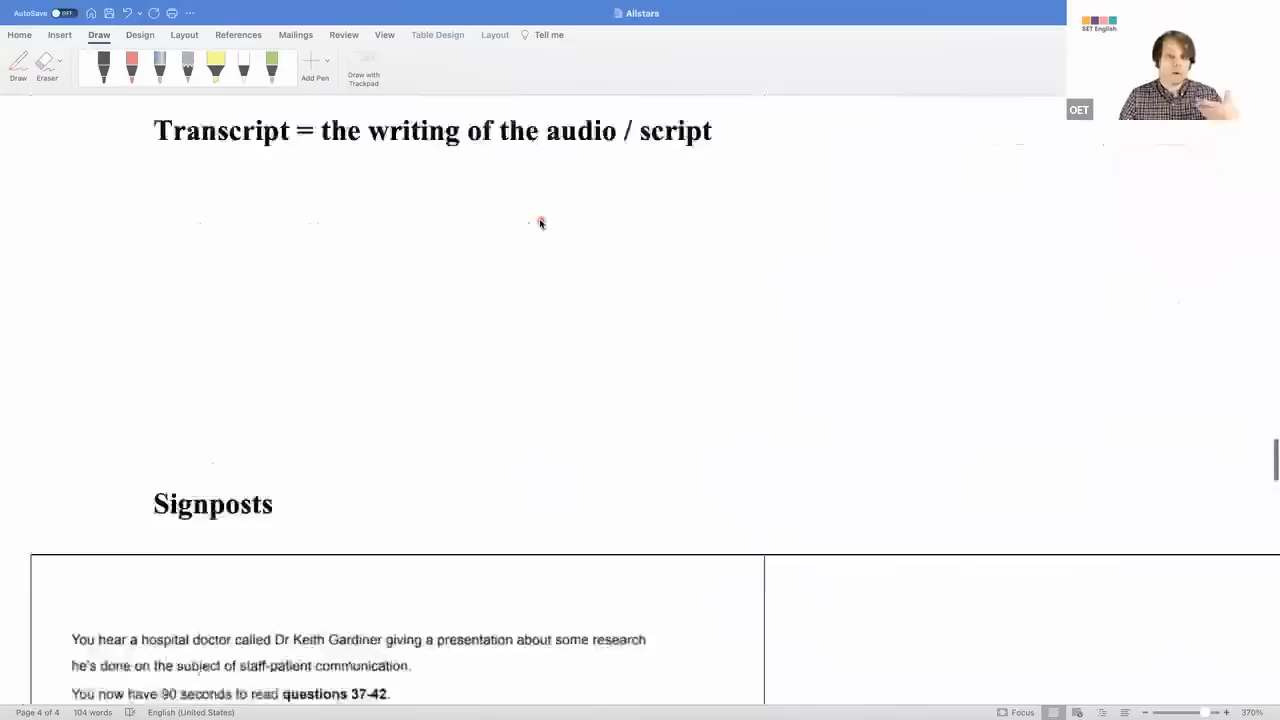 AutoSave OFF
Allstars
Home Insert Draw Design Layout References Mailings Review View Table Design Layout Tell me
Draw
Eraser
Add Pen
Draw with
Trackpad
SET English
OET
Transcript = the writing of the audio / script
Signposts
You hear a hospital doctor called Dr Keith Gardiner giving a presentation about some research
he's done on the subject of staff-patient communication.
You now have 90 seconds to read questions 37-42.
Page 4 of 4 104 words English (United States) Focus 370%